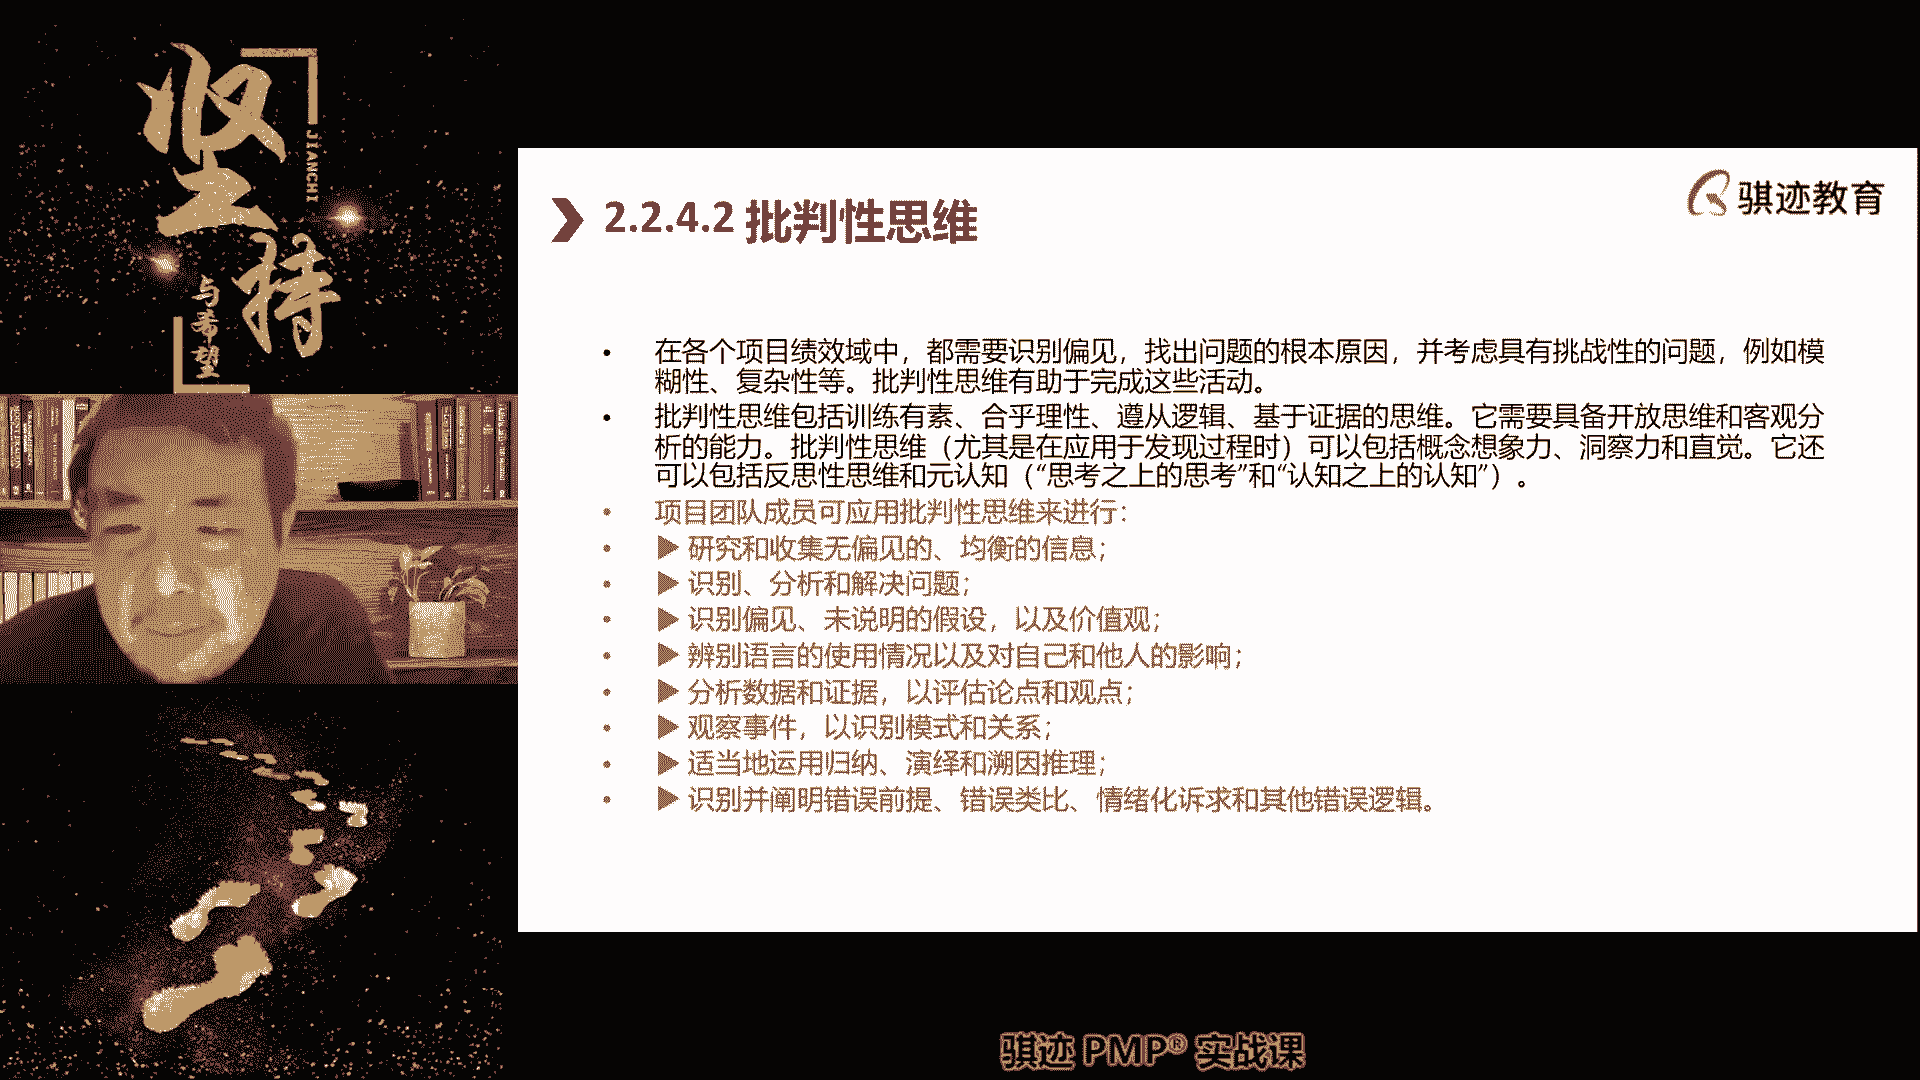 坚持
JIANCHI
与希望
骐迹教育
2.2.4.2 批判性思维
• 在各个项目绩效域中，都需要识别偏见，找出问题的根本原因，并考虑具有挑战性的问题，例如模
糊性、复杂性等。批判性思维有助于完成这些活动。
• 批判性思维包括训练有素、合乎理性、遵从逻辑、基于证据的思维。它需要具备开放思维和客观分
析的能力。批判性思维（尤其是在应用于发现过程时）可以包括概念想象力、洞察力和直觉。它还
可以包括反思性思维和元认知（“思考之上的思考”和“认知之上的认知”）。
• 项目团队成员可应用批判性思维来进行：
• ▶ 研究和收集无偏见的、均衡的信息；
• ▶ 识别、分析和解决问题；
• ▶ 识别偏见、未说明的假设，以及价值观；
• ▶ 辨别语言的使用情况以及对自己和他人的影响；
• ▶ 分析数据和证据，以评估论点和观点；
• ▶ 观察事件，以识别模式和关系；
• ▶ 适当地运用归纳、演绎和溯因推理；
• ▶ 识别并阐明错误前提、错误类比、情绪化诉求和其他错误逻辑。
骐迹 PMP® 实战课